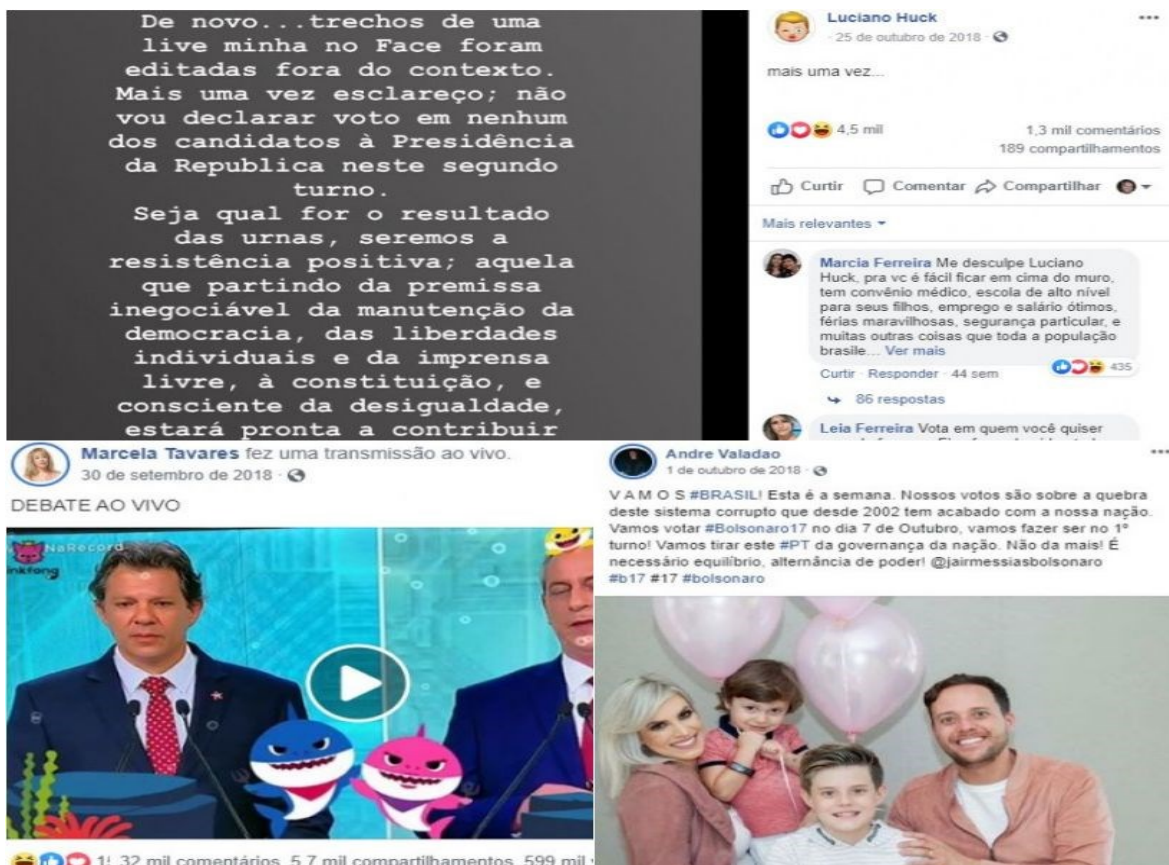 De novo...trechos de uma
live minha no Face foram
editadas fora do contexto.
Mais uma vez esclareço; não
vou declarar voto em nenhum
dos candidatos à Presidência
da Republica neste segundo
turno.
Seja qual for o resultado
das urnas, seremos a
resistência positiva; aquela
que partindo da premissa
inegociável da manutenção da
democracia, das liberdades
individuais e da imprensa
livre, à constituição, e
consciente da desigualdade,
estará pronta a contribuir
Luciano Huck
25 de outubro de 2018
mais uma vez...
4,5 mil
1,3 mil comentários
189 compartilhamentos
Curtir Comentar Compartilhar
Mais relevantes
Marcia Ferreira Me desculpe Luciano
Huck, pra vc é fácil ficar em cima do muro,
tem convênio médico, escola de alto nível
para seus filhos, emprego e salário ótimos,
férias maravilhosas, segurança particular, e
muitas outras coisas que toda a população
brasile... Ver mais
Curtir · Responder · 44 sem
435
86 respostas
Leia Ferreira Vota em quem você quiser
Marcela Tavares fez uma transmissão ao vivo.
30 de setembro de 2018
DEBATE AO VIVO
NaRecord
32 mil comentários 5,7 mil compartilhamentos 599 mil
Andre Valadao
1 de outubro de 2018
V A M O S #BRASIL! Esta é a semana. Nossos votos são sobre a quebra
deste sistema corrupto que desde 2002 tem acabado com a nossa nação.
Vamos votar #Bolsonaro17 no dia 7 de Outubro, vamos fazer ser no 1º
turno! Vamos tirar este #PT da governança da nação. Não da mais! É
necessário equilíbrio, alternância de poder! @jairmessiasbolsonaro
#b17 #17 #bolsonaro